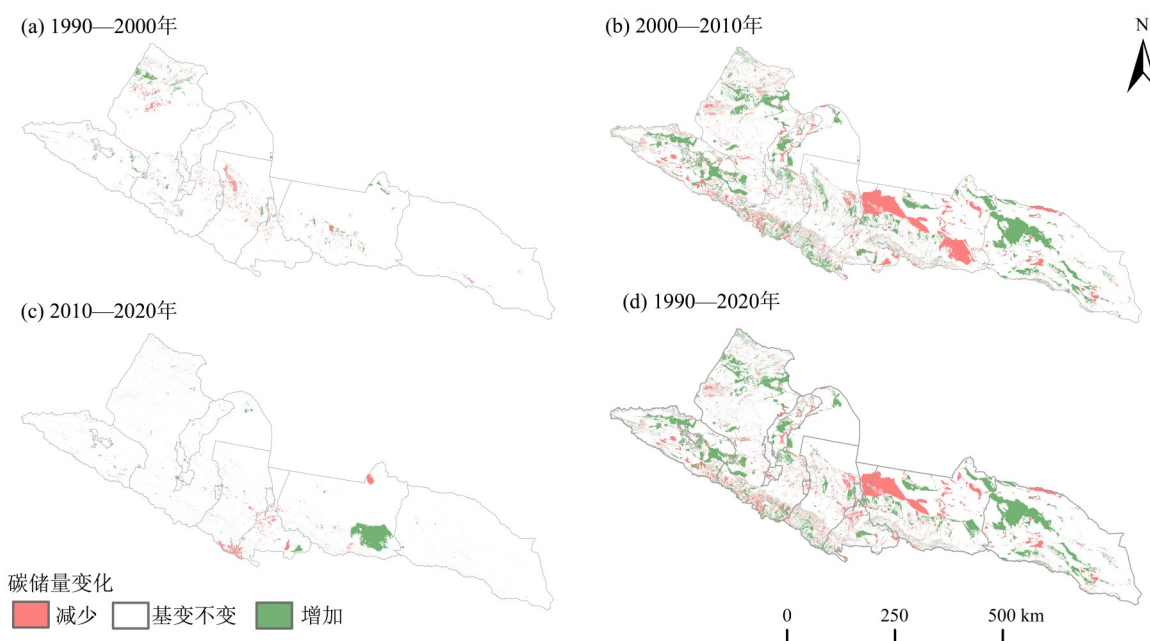 (a) 1990—2000年
(b) 2000—2010年
N
(c) 2010—2020年
(d) 1990—2020年
碳储量变化
减少 基变不变 增加
0 250 500 km